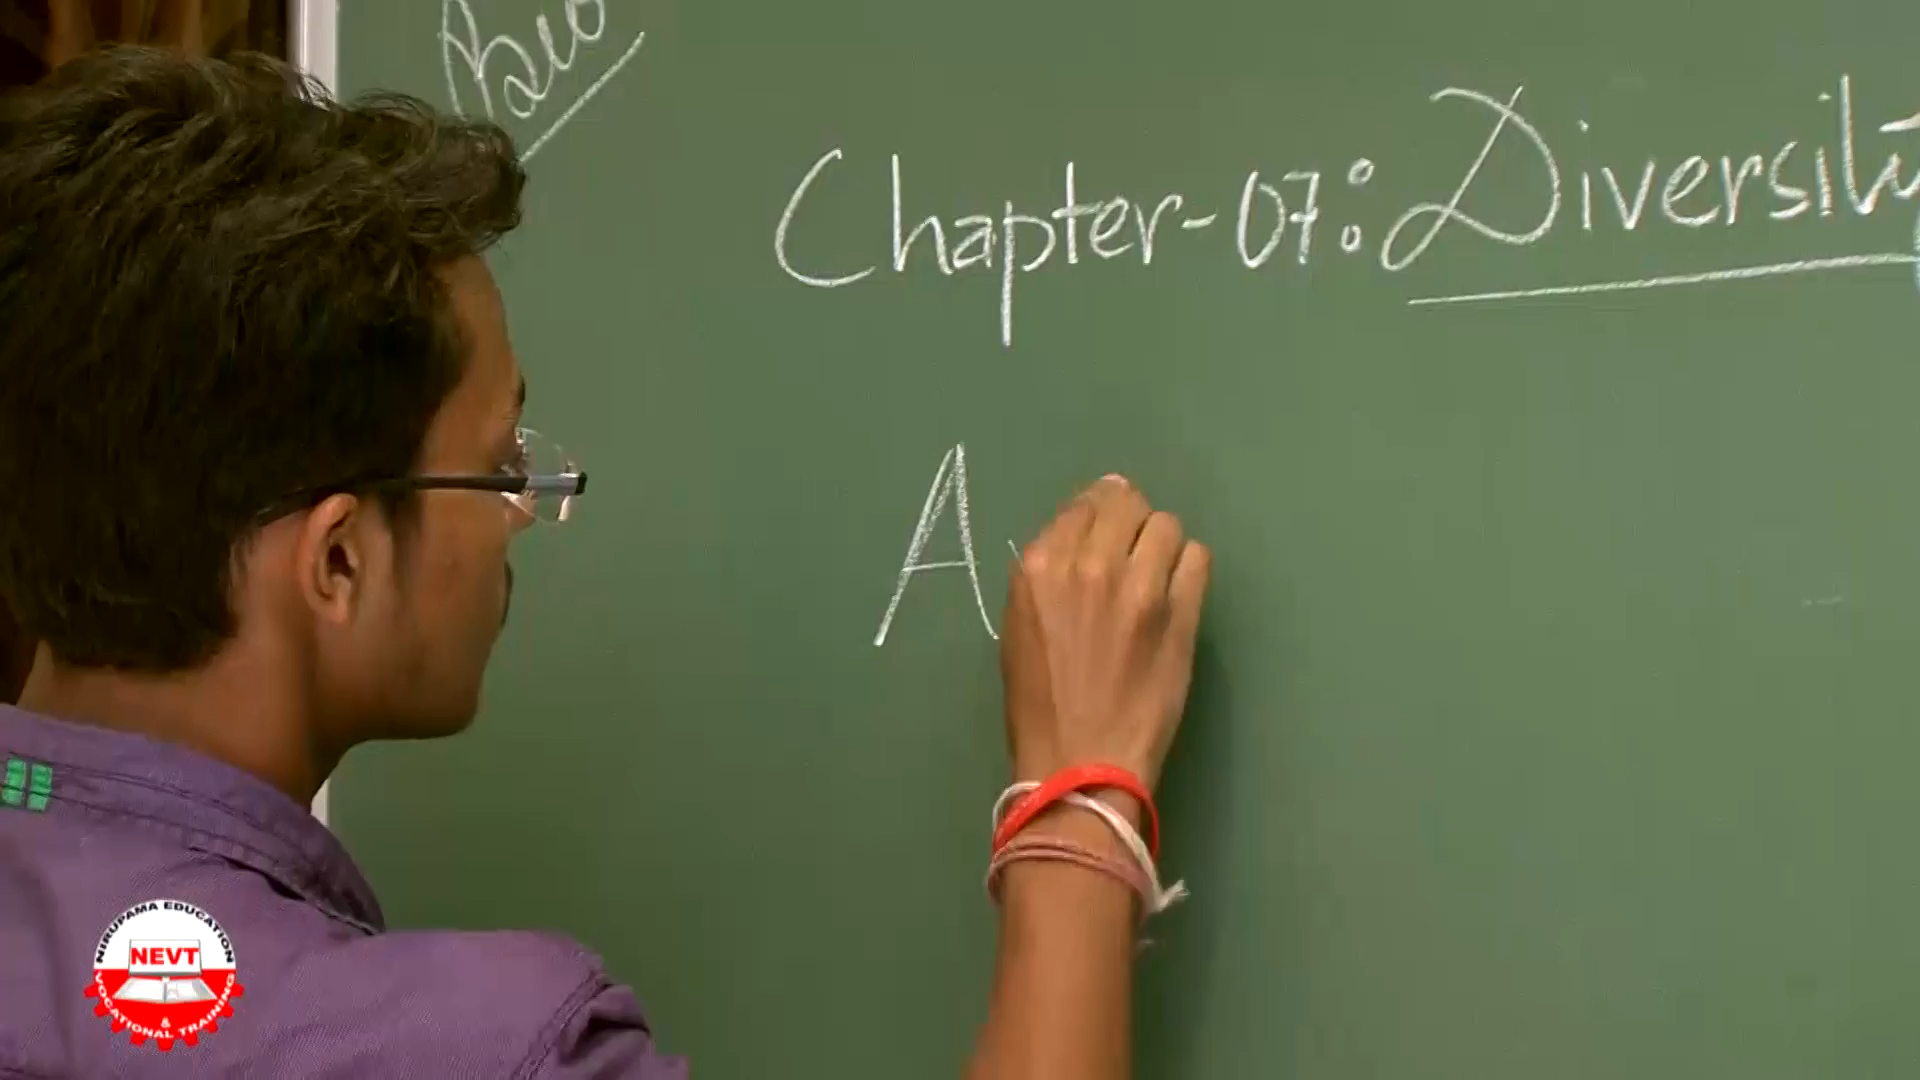 Bio
Chapter-07: Diversity
A
NIRUPAMA EDUCATION
NEVT
&
VOCATIONAL TRAINING